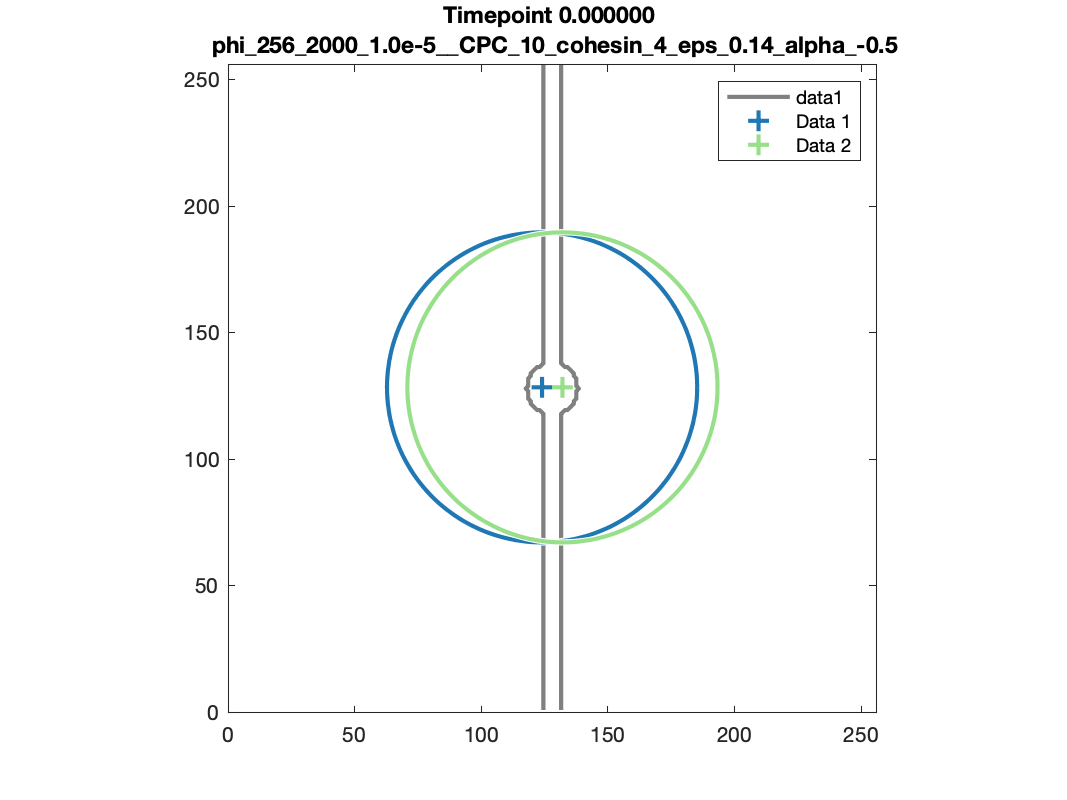 Timepoint 0.000000
phi_256_2000_1.0e-5__CPC_10_cohesin_4_eps_0.14_alpha_-0.5
250
200
150
100
50
0
0 50 100 150 200 250
data1
Data 1
Data 2